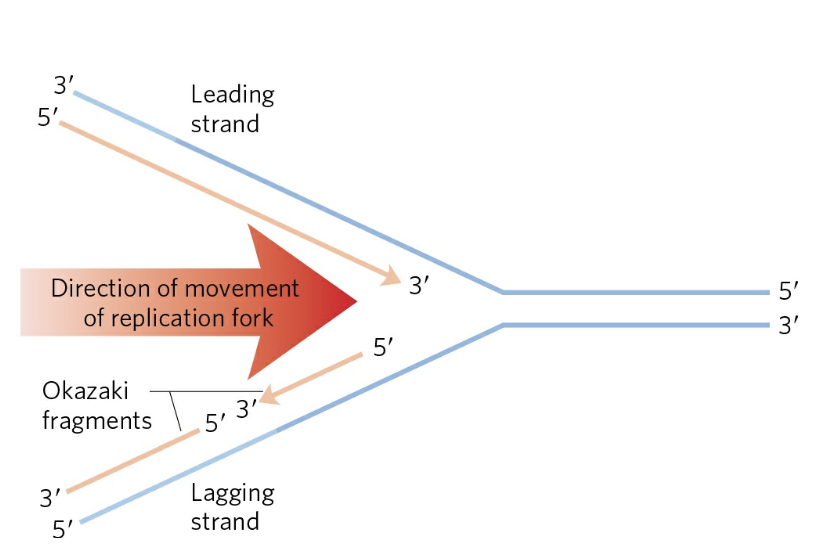 3′
5′
Leading
strand
3′
5′
3′
Direction of movement
of replication fork
5′
Okazaki
fragments
3′
5′
3′
5′
Lagging
strand